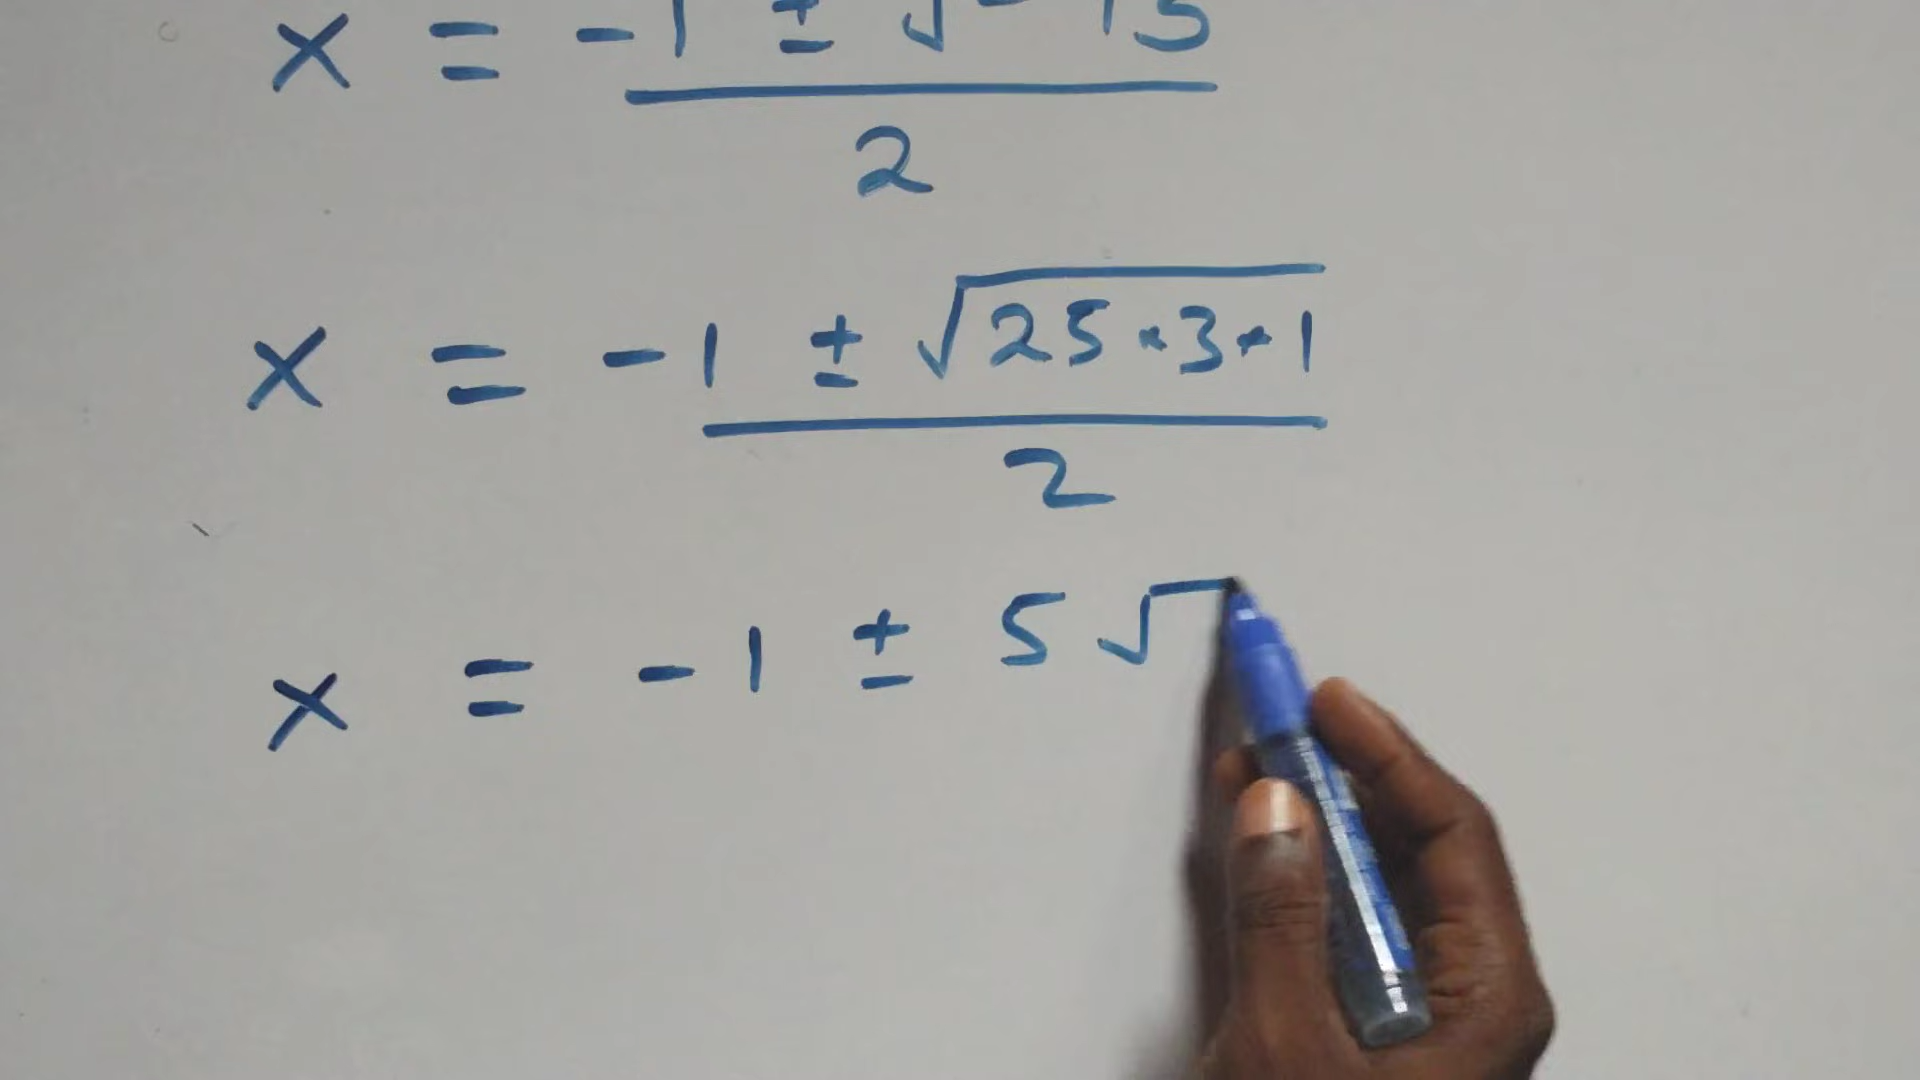 x = -1 ± √-75
2
x = -1 ± √25*3*1
2
x = -1 ± 5√